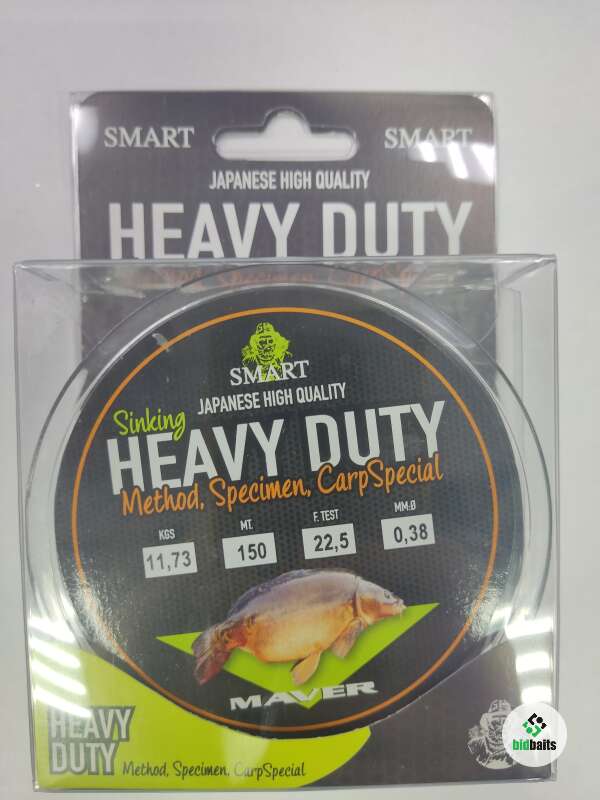 SMART SMART
JAPANESE HIGH QUALITY
HEAVY DUTY
SMART
JAPANESE HIGH QUALITY
Sinking
HEAVY DUTY
Method, Specimen, CarpSpecial
KGS MT. F. TEST MM:Ø
11,73 150 22,5 0,38
MAVER
HEAVY
DUTY
Method, Specimen, CarpSpecial
bidbaits